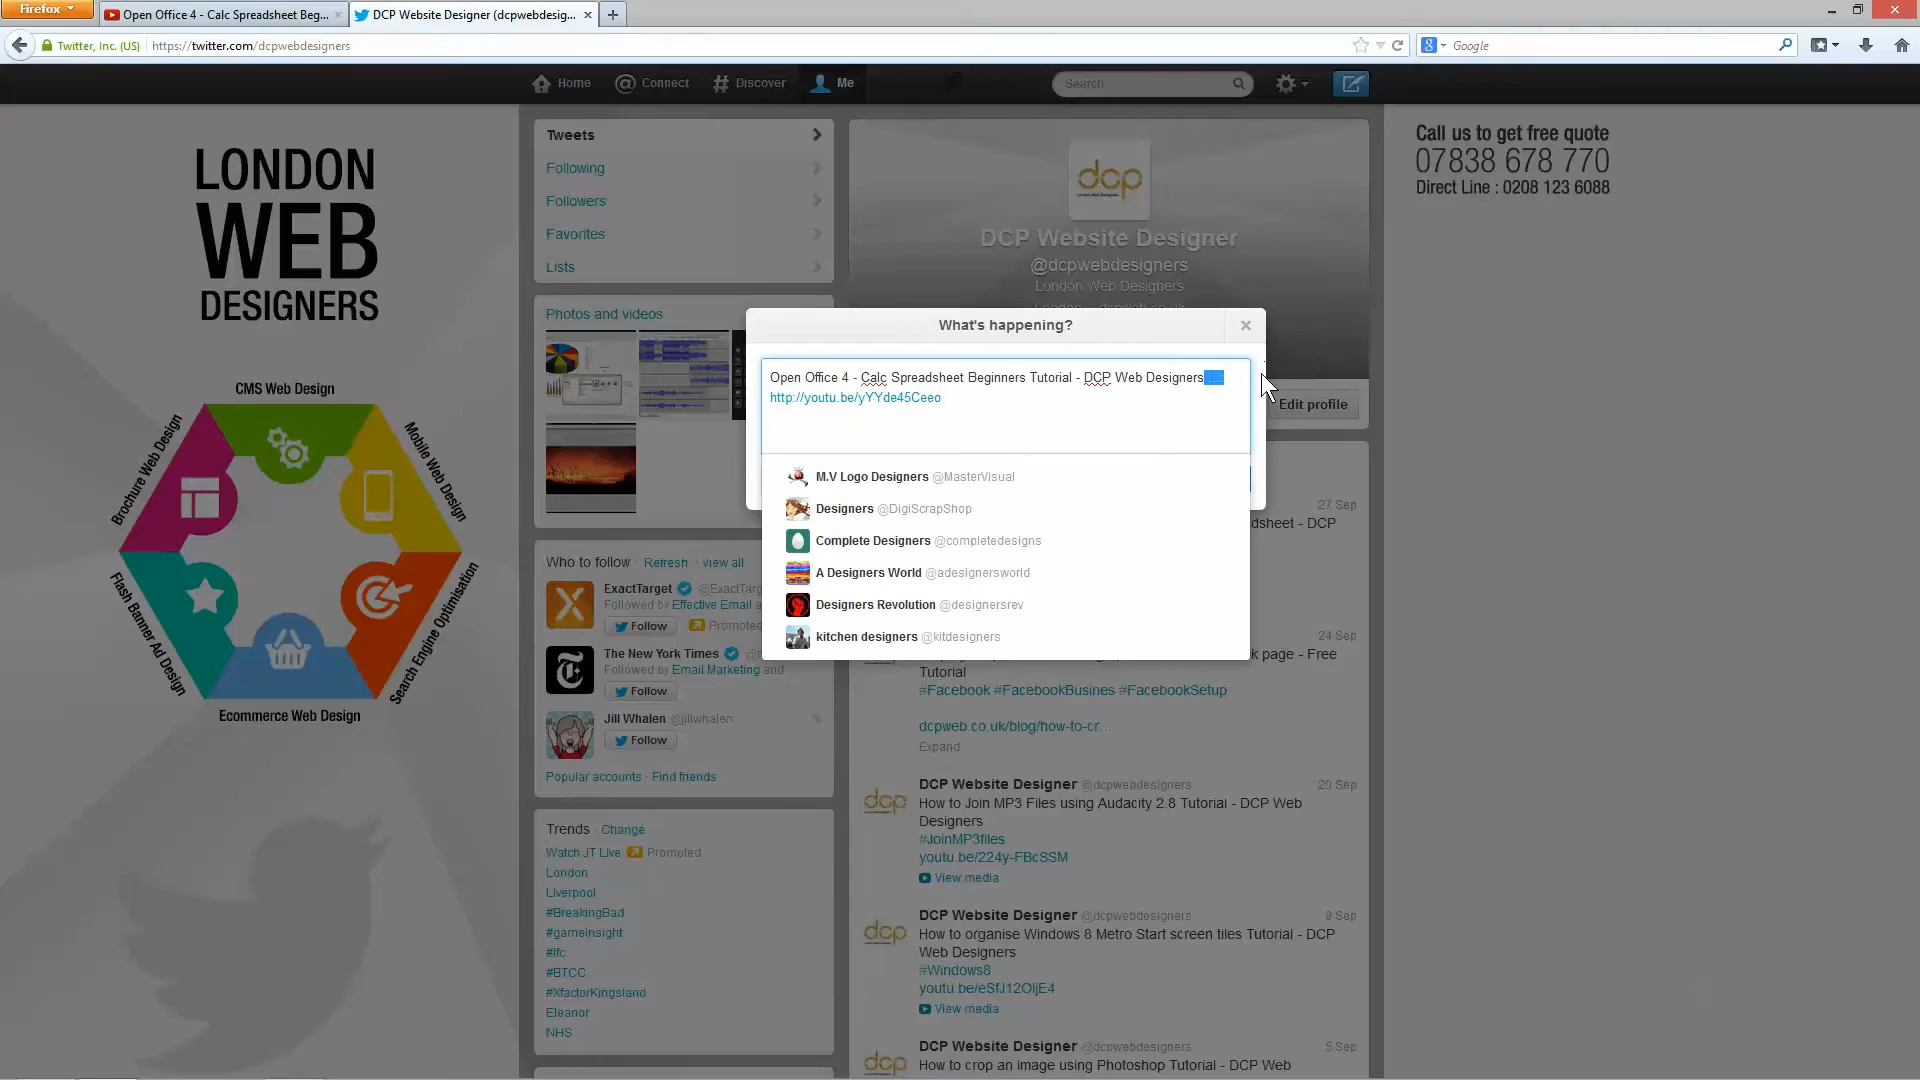 Firefox
Open Office 4 - Calc Spreadsheet Beg...
DCP Website Designer (dcpwebdesig...
Twitter, Inc. (US)
https://twitter.com/dcpwebdesigners
Google
Home
Connect
Discover
Me
Search
LONDON
WEB
DESIGNERS
CMS Web Design
Mobile Web Design
Search Engine Optimisation
Ecommerce Web Design
Flash Banner Ad Design
Brochure Web Design
Tweets
Following
Followers
Favorites
Lists
Photos and videos
Who to follow · Refresh · view all
ExactTarget @ExactTarg
Followed by Effective Email and
Follow
Promoted
The New York Times
Followed by Email Marketing and
Follow
Jill Whalen @jillwhalen
Follow
Popular accounts · Find friends
Trends · Change
Watch JT Live Promoted
London
Liverpool
#BreakingBad
#gameinsight
#lfc
#BTCC
#XfactorKingsland
Eleanor
NHS
dcp
DCP Website Designer
@dcpwebdesigners
London Web Designers
London dcpweb.co.uk
Edit profile
What's happening?
Open Office 4 - Calc Spreadsheet Beginners Tutorial - DCP Web Designers
http://youtu.be/yYYde45Ceeo
M.V Logo Designers @MasterVisual
Designers @DigiScrapShop
Complete Designers @completedesigns
A Designers World @adesignersworld
Designers Revolution @designersrev
kitchen designers @kitdesigners
27 Sep
dsheet - DCP
24 Sep
k page - Free
Tutorial
#Facebook #FacebookBusines #FacebookSetup
dcpweb.co.uk/blog/how-to-cr...
Expand
DCP Website Designer @dcpwebdesigners 20 Sep
How to Join MP3 Files using Audacity 2.8 Tutorial - DCP Web
Designers
#JoinMP3files
youtu.be/224y-FBcSSM
View media
DCP Website Designer @dcpwebdesigners 9 Sep
How to organise Windows 8 Metro Start screen tiles Tutorial - DCP
Web Designers
#Windows8
youtu.be/eSfJ12OljE4
View media
DCP Website Designer @dcpwebdesigners 5 Sep
How to crop an image using Photoshop Tutorial - DCP Web
Call us to get free quote
07838 678 770
Direct Line : 0208 123 6088